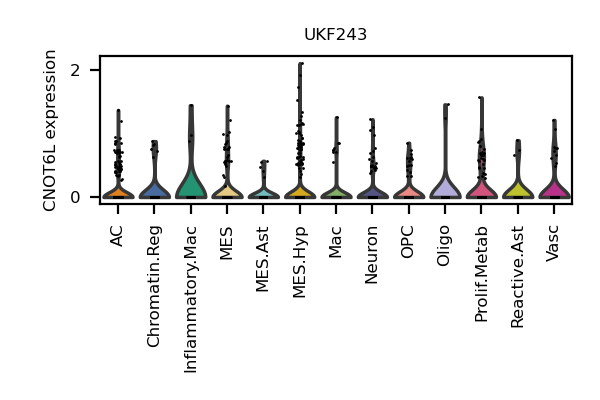 UKF243
CNOT6L expression
2
0
AC
Chromatin.Reg
Inflammatory.Mac
MES
MES.Ast
MES.Hyp
Mac
Neuron
OPC
Oligo
Prolif.Metab
Reactive.Ast
Vasc